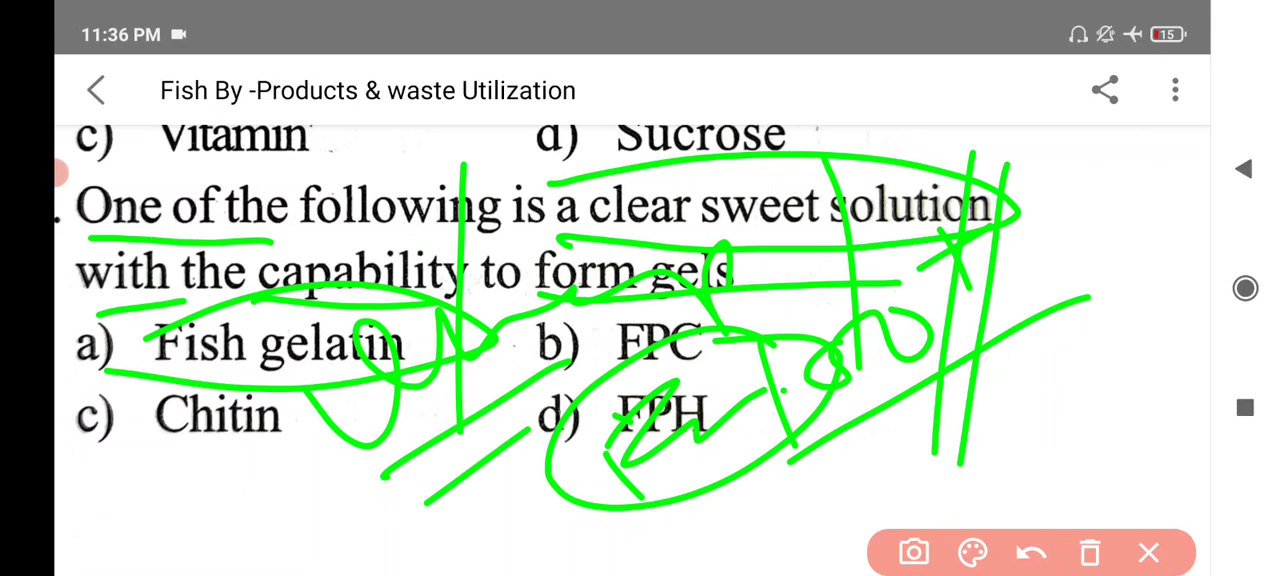 11:36 PM
15
Fish By -Products & waste Utilization
c) Vitamin d) Sucrose
. One of the following is a clear sweet solution
with the capability to form gels
a) Fish gelatin b) FPC
c) Chitin d) FPH